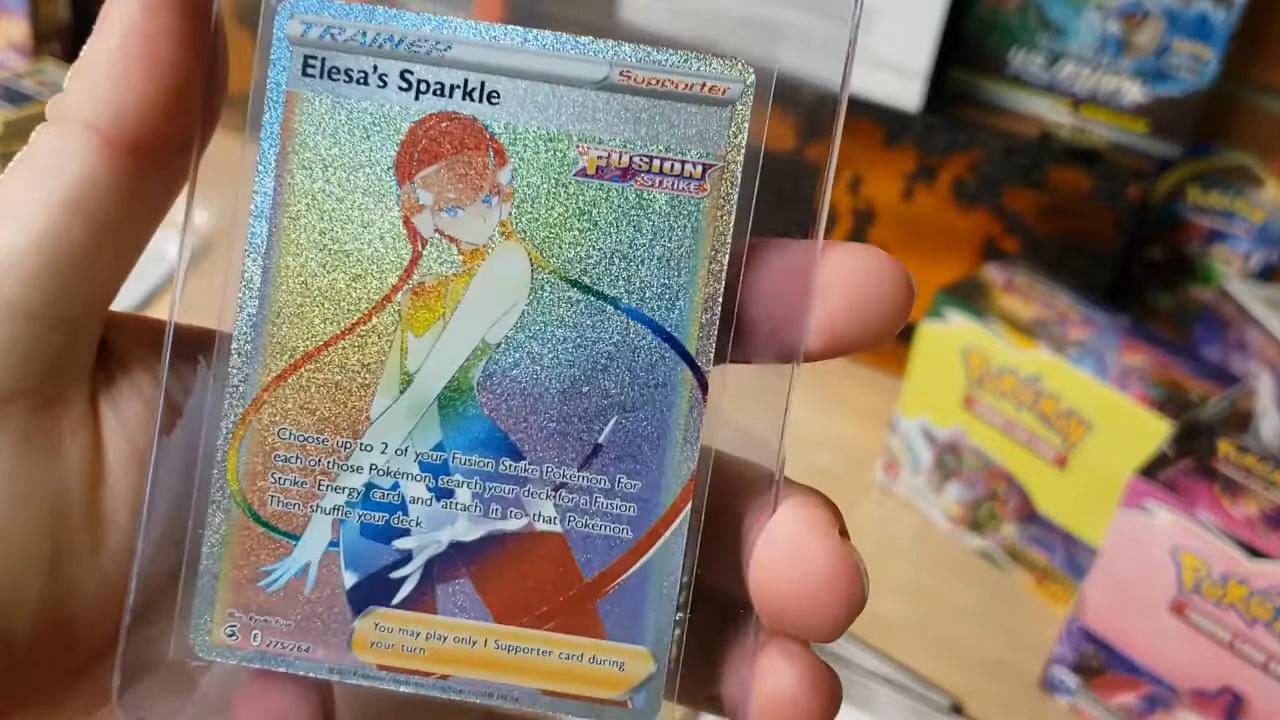 TRAINER
Supporter
Elesa's Sparkle
FUSION
STRIKE
Choose up to 2 of your Fusion Strike Pokémon. For
each of those Pokémon, search your deck for a Fusion
Strike Energy card and attach it to that Pokémon.
Then, shuffle your deck.
E 275/264
You may play only 1 Supporter card during
your turn.
Pokémon
Pokémon